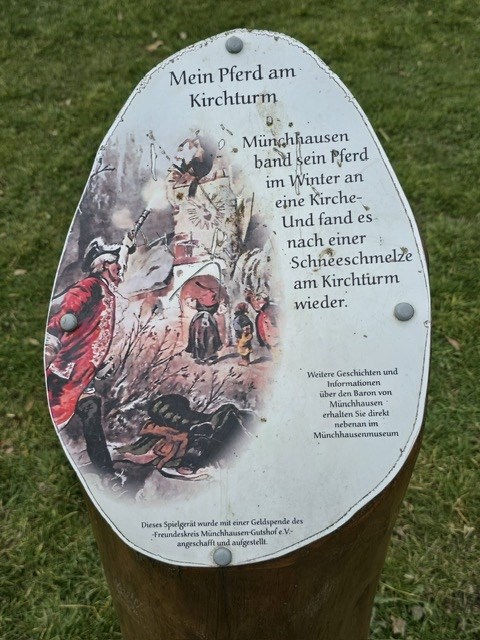 Mein Pferd am
Kirchturm
Münchhausen
band sein Pferd
im Winter an
eine Kirche-
Und fand es
nach einer
Schneeschmelze
am Kirchturm
wieder.
Weitere Geschichten und
Informationen
über den Baron von
Münchhausen
erhalten Sie direkt
nebenan im
Münchhausenmuseum
Dieses Spielgerät wurde mit einer Geldspende des
-Freundeskreis Münchhausen-Gutshof e.V.-
angeschafft und aufgestellt.